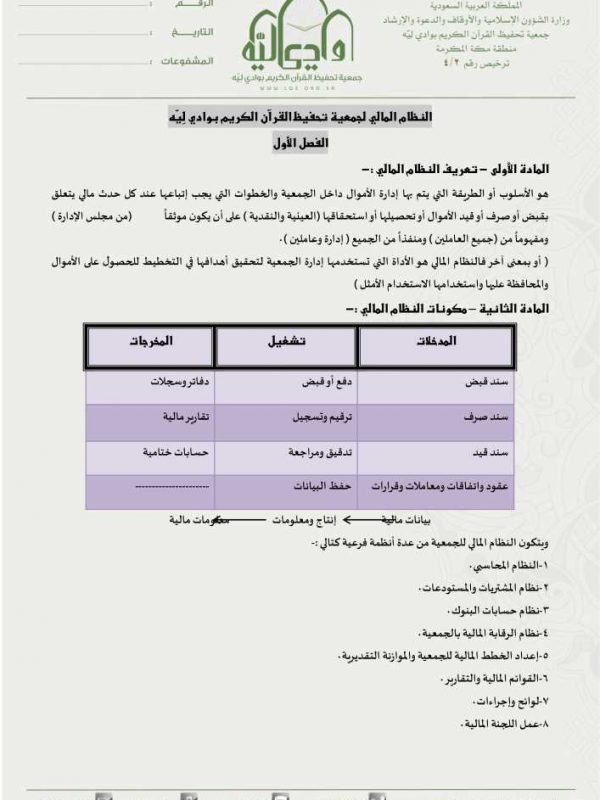 المملكة العربية السعودية
وزارة الشؤون الإسلامية والأوقاف والدعوة والإرشاد
جمعية تحفيظ القرآن الكريم بوادي ليّه
منطقة مكة المكرمة
ترخيص رقم ٤/٢
وادي ليّه
جمعية تحفيظ القرآن الكريم بوادي ليّه
WWW.LQS.ORG.SA
الرقم :
التاريخ :
المشفوعات :
النظام المالي لجمعية تحفيظ القرآن الكريم بوادي لِيّه
الفصل الأول
المادة الأولى – تعريف النظام المالي :–
هو الأسلوب أو الطريقة التي يتم بها إدارة الأموال داخل الجمعية والخطوات التي يجب إتباعها عند كل حدث مالي يتعلق
بقبض أو صرف أو قيد الأموال أو تحصيلها أو استحقاقها (العينية والنقدية ) على أن يكون موثقاً (من مجلس الإدارة )
ومفهوماً من (جميع العاملين ) ومنفذاً من الجميع ( إدارة وعاملين ) .
( أو بمعنى آخر فالنظام المالي هو الأداة التي تستخدمها إدارة الجمعية لتحقيق أهدافها في التخطيط للحصول على الأموال
والمحافظة عليها واستخدامها الاستخدام الأمثل )
المادة الثانية – مكونات النظام المالي :–
المدخلات تشغيل المخرجات
سند قبض دفع أو قبض دفاتر وسجلات
سند صرف ترقيم وتسجيل تقارير مالية
سند قيد تدقيق ومراجعة حسابات ختامية
عقود واتفاقات ومعاملات وقرارات حفظ البيانات ----------------------
بيانات مالية إنتاج ومعلومات معلومات مالية
ويتكون النظام المالي للجمعية من عدة أنظمة فرعية كتالي :-
١-النظام المحاسبي.
٢-نظام المشتريات والمستودعات.
٣-نظام حسابات البنوك.
٤-نظام الرقابة المالية بالجمعية.
٥-إعداد الخطط المالية للجمعية والموازنة التقديرية.
٦-القوائم المالية والتقارير.
٧-لوائح وإجراءات.
٨-عمل اللجنة المالية.